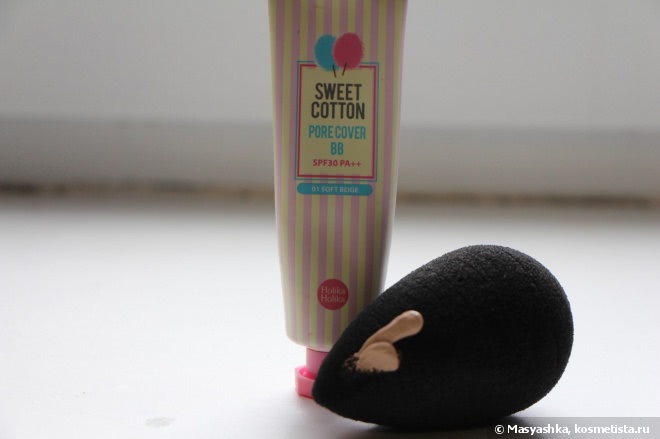 SWEET
COTTON
PORE COVER
BB
SPF30 PA++
01 SOFT BEIGE
Holika
Holika
© Masyashka, kosmetista.ru